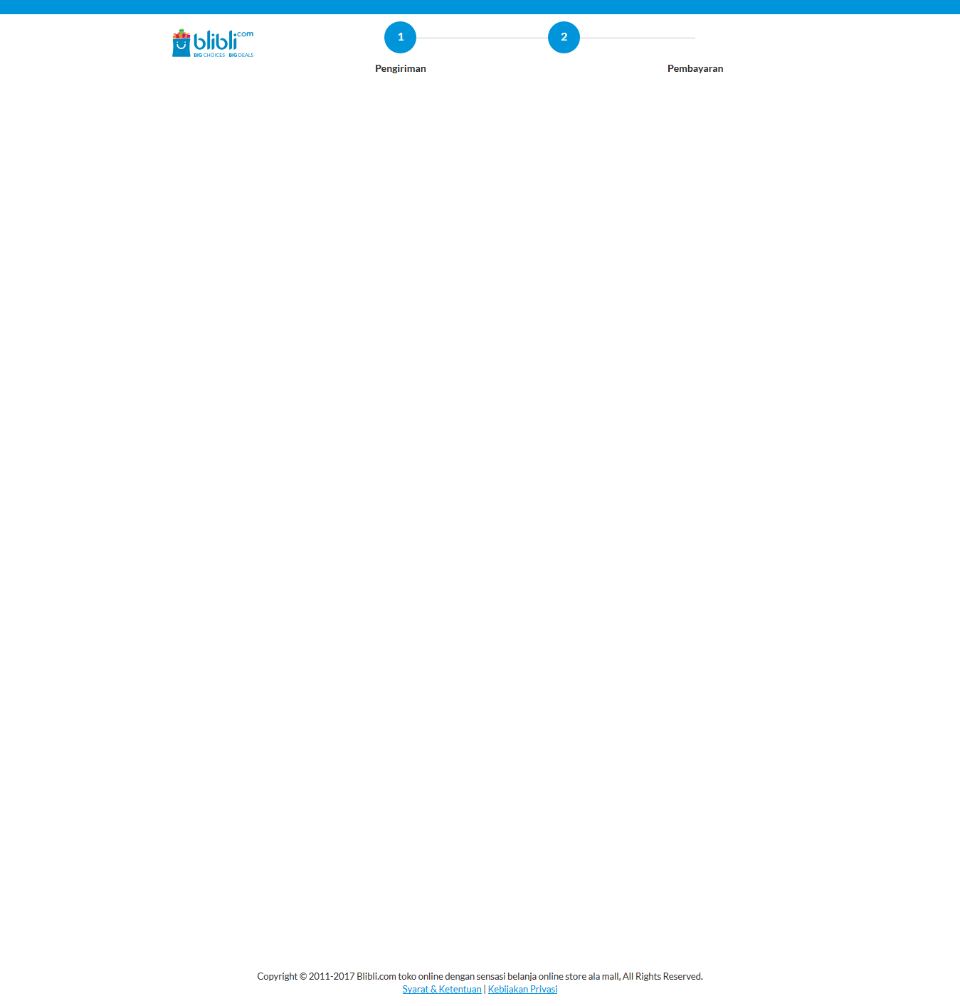 blibli.com
BIG CHOICES BIG DEALS
1
2
Pengiriman
Pembayaran
Copyright © 2011-2017 Blibli.com toko online dengan sensasi belanja online store ala mall, All Rights Reserved.
Syarat & Ketentuan | Kebijakan Privasi